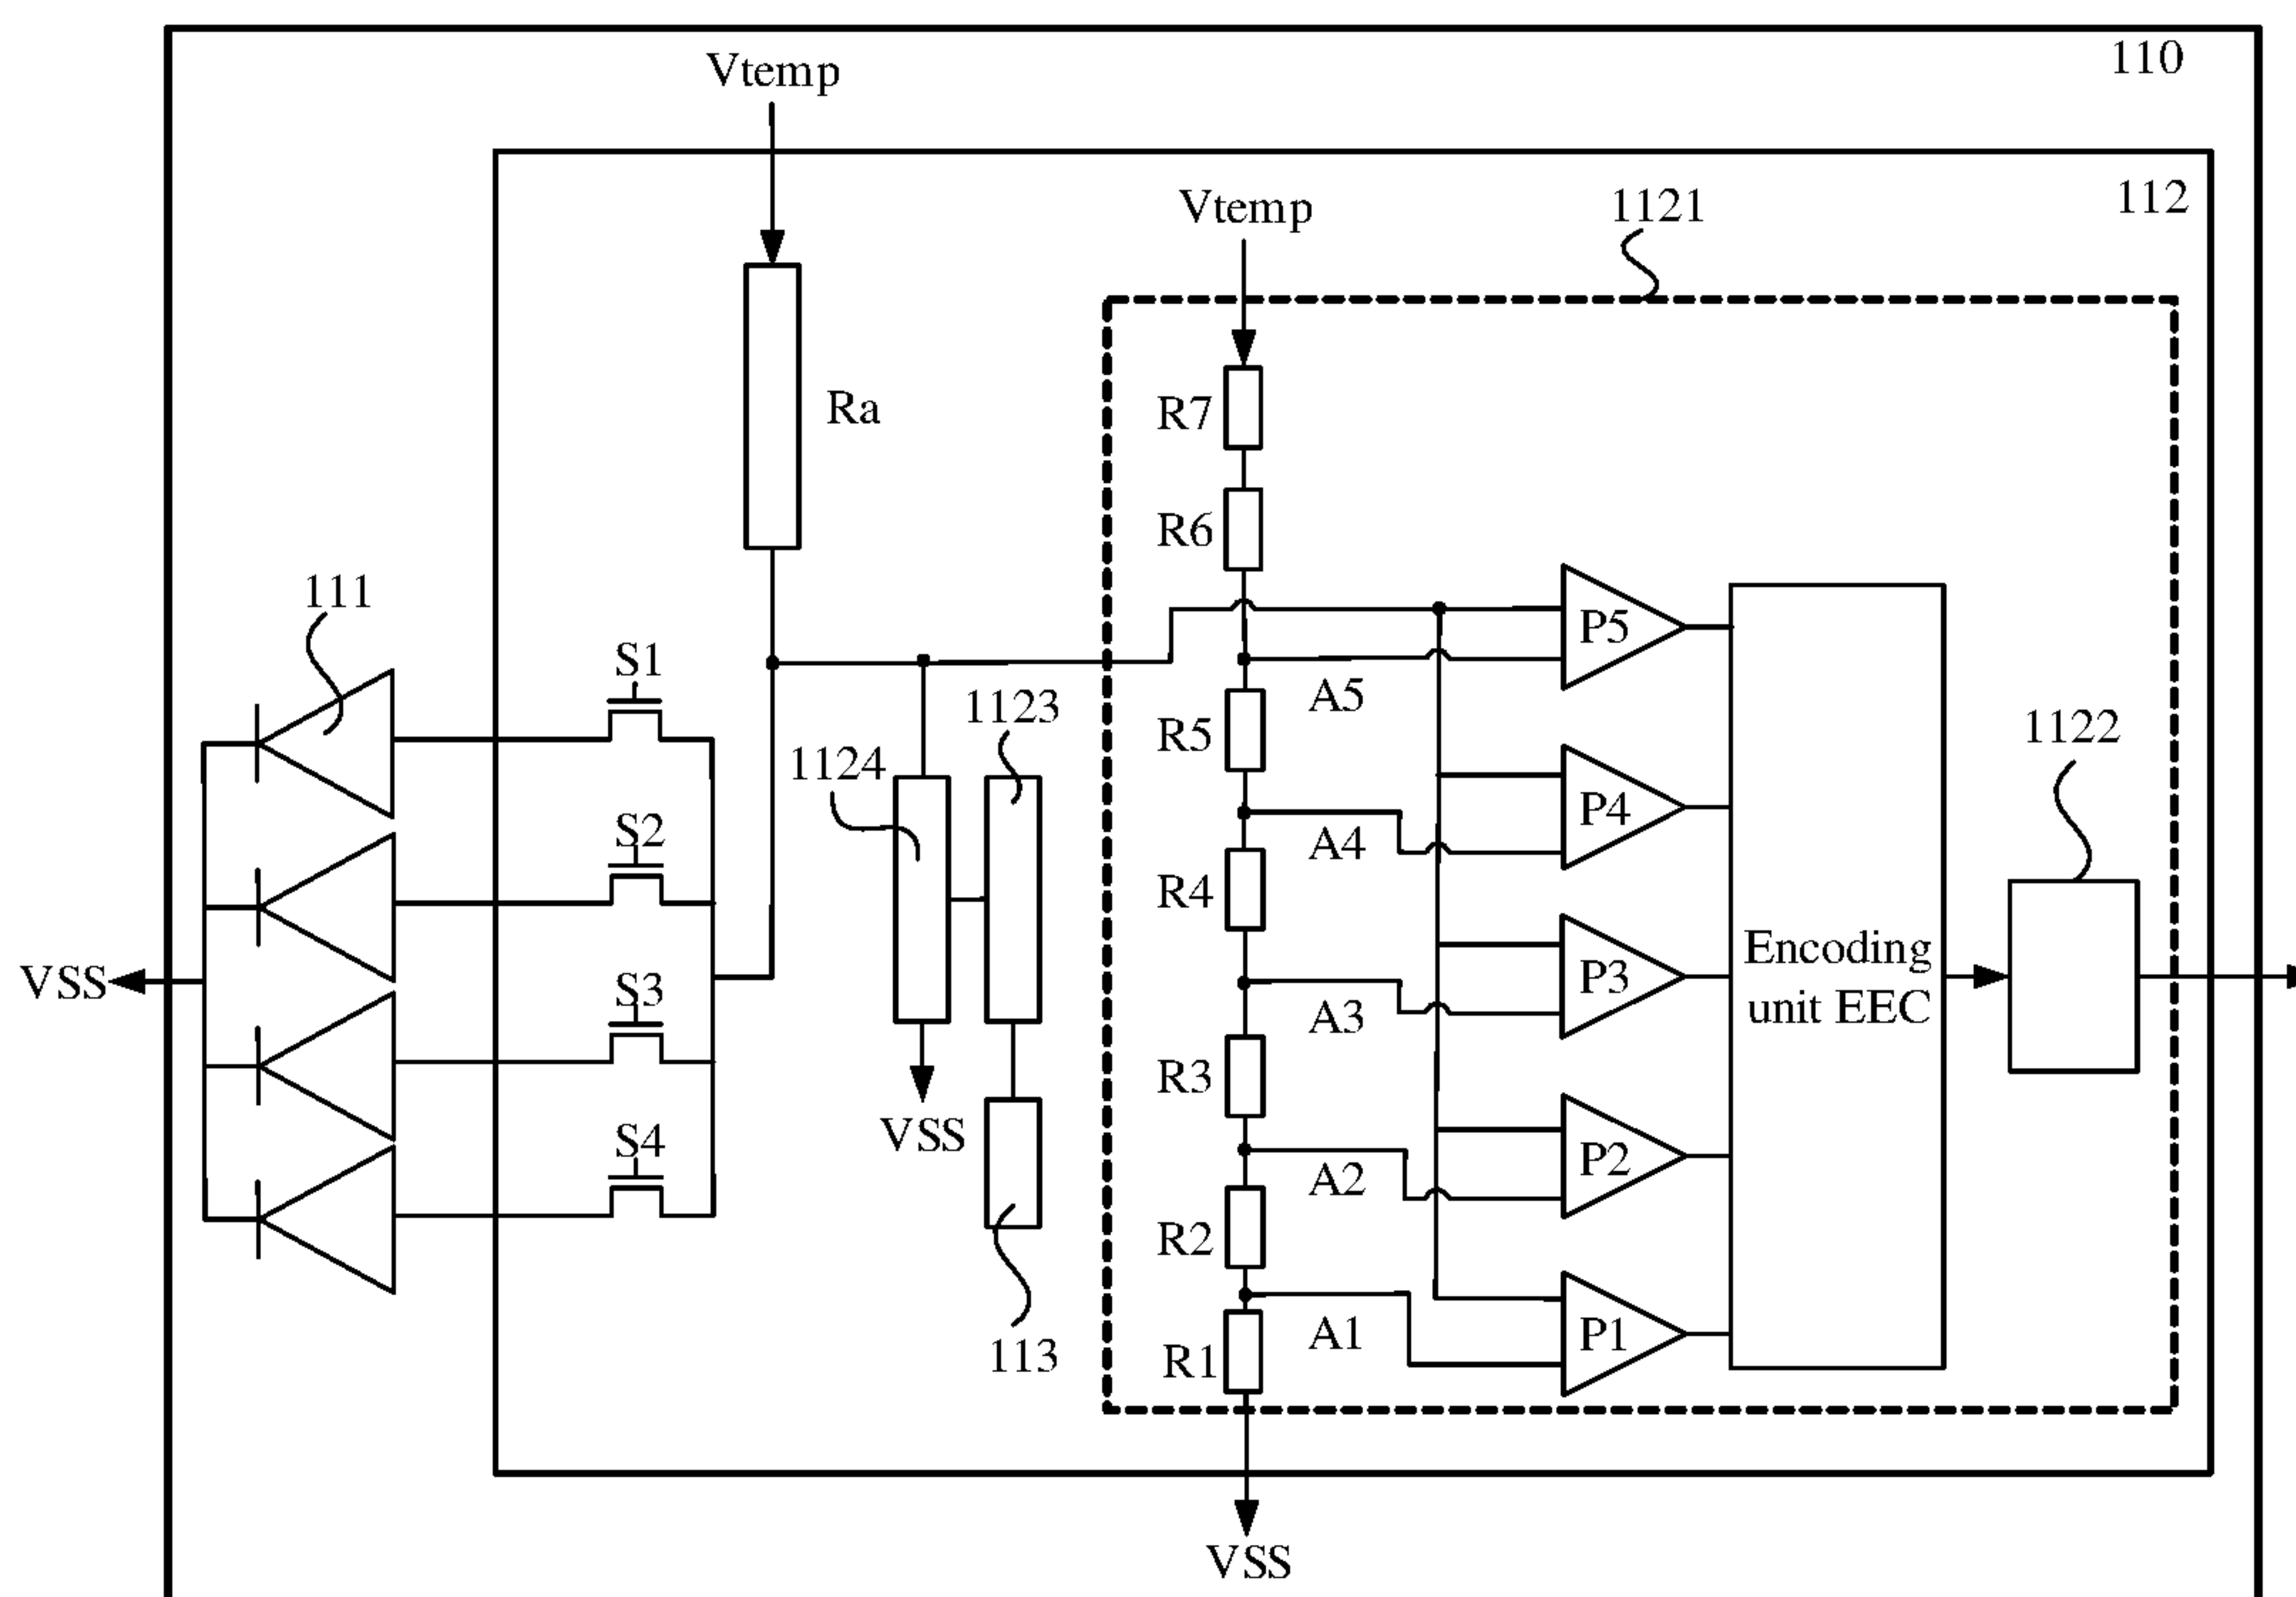 110
Vtemp
112
Vtemp
1121
Ra
R7
R6
111
S1
P5
A5
1123
R5
1122
1124
S2
P4
A4
R4
Encoding
unit EEC
VSS
S3
P3
A3
R3
VSS
S4
P2
A2
R2
113
A1
P1
R1
VSS